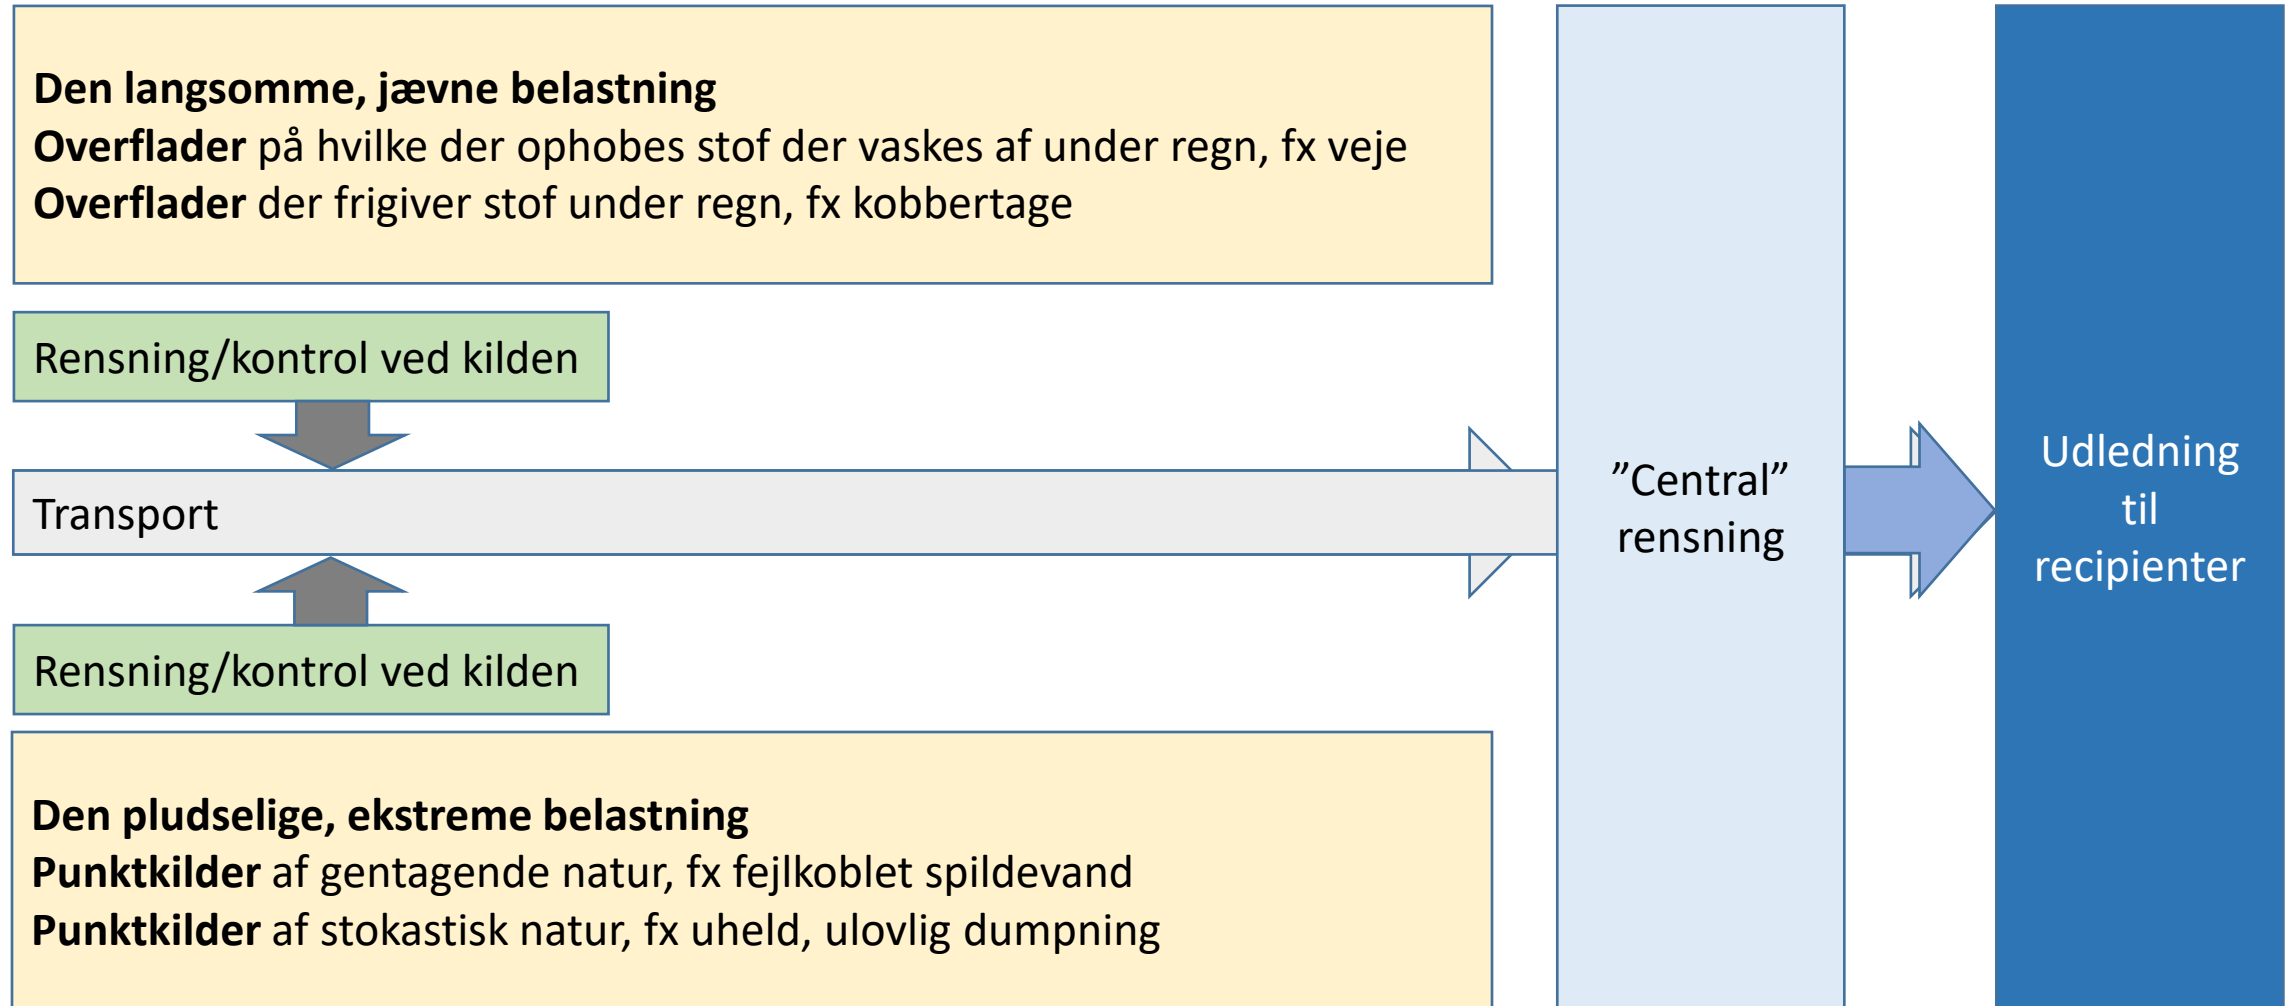 Den langsomme, jævne belastning
Overflader på hvilke der ophobes stof der vaskes af under regn, fx veje
Overflader der frigiver stof under regn, fx kobbertage
Rensning/kontrol ved kilden
Transport
Rensning/kontrol ved kilden
Den pludselige, ekstreme belastning
Punktkilder af gentagende natur, fx fejlkoblet spildevand
Punktkilder af stokastisk natur, fx uheld, ulovlig dumpning
”Central”
rensning
Udledning
til
recipienter